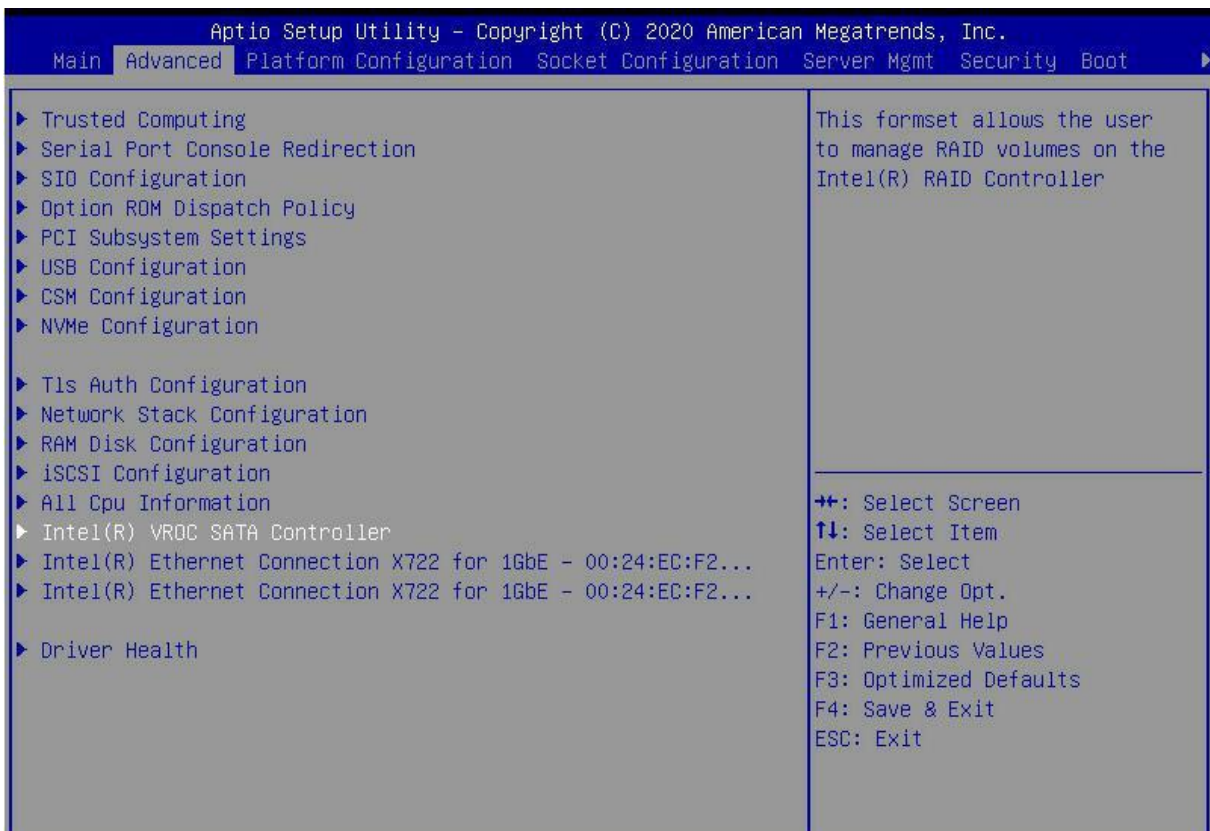 Aptio Setup Utility – Copyright (C) 2020 American Megatrends, Inc.
Main Advanced Platform Configuration Socket Configuration Server Mgmt Security Boot ▶
▶ Trusted Computing
▶ Serial Port Console Redirection
▶ SIO Configuration
▶ Option ROM Dispatch Policy
▶ PCI Subsystem Settings
▶ USB Configuration
▶ CSM Configuration
▶ NVMe Configuration
▶ Tls Auth Configuration
▶ Network Stack Configuration
▶ RAM Disk Configuration
▶ iSCSI Configuration
▶ All Cpu Information
▶ Intel(R) VROC SATA Controller
▶ Intel(R) Ethernet Connection X722 for 1GbE – 00:24:EC:F2...
▶ Intel(R) Ethernet Connection X722 for 1GbE – 00:24:EC:F2...
▶ Driver Health
This formset allows the user
to manage RAID volumes on the
Intel(R) RAID Controller
→←: Select Screen
↑↓: Select Item
Enter: Select
+/-: Change Opt.
F1: General Help
F2: Previous Values
F3: Optimized Defaults
F4: Save & Exit
ESC: Exit